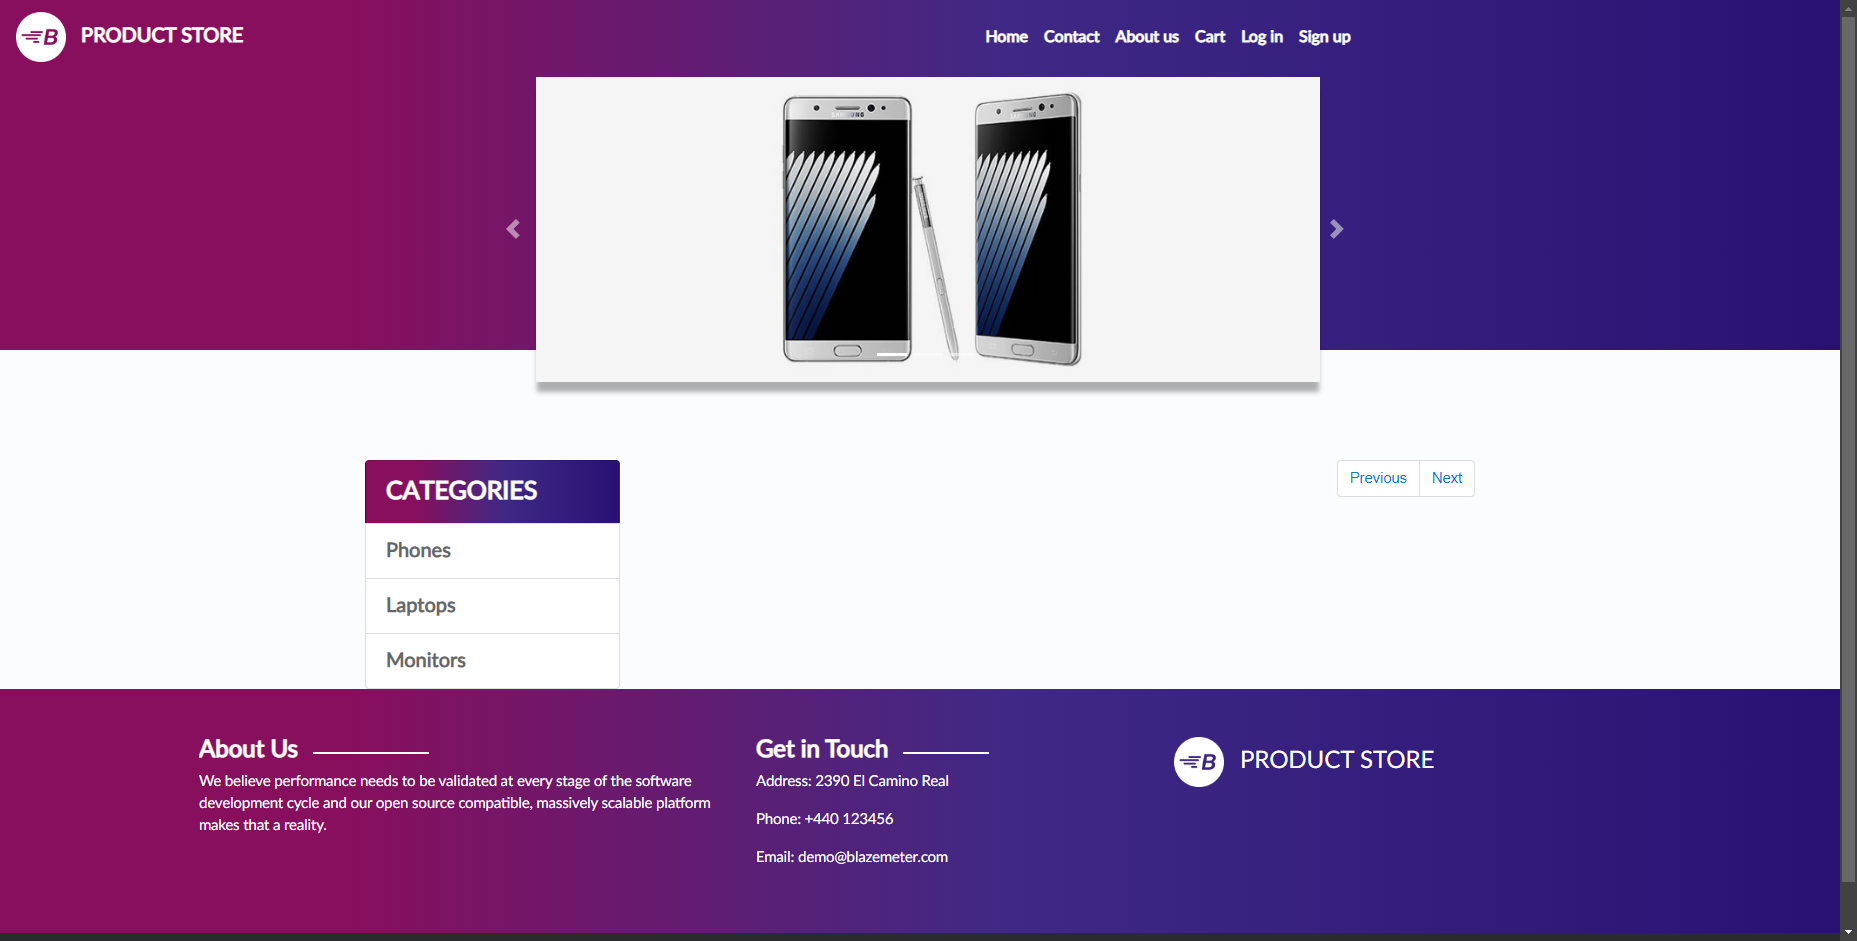 B PRODUCT STORE
Home Contact About us Cart Log in Sign up
SAMSUNG SAMSUNG
CATEGORIES
Phones
Laptops
Monitors
Previous Next
About Us
We believe performance needs to be validated at every stage of the software
development cycle and our open source compatible, massively scalable platform
makes that a reality.
Get in Touch
Address: 2390 El Camino Real
Phone: +440 123456
Email: demo@blazemeter.com
B PRODUCT STORE